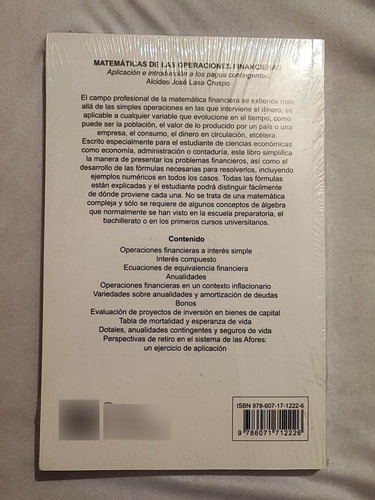 MATEMÁTICAS DE LAS OPERACIONES FINANCIERAS
Aplicación e introducción a los pagos contingentes
Alcides José Lasa Crespo
El campo profesional de la matemática financiera se extiende más
allá de las simples operaciones en las que interviene el dinero, es
aplicable a cualquier variable que evolucione en el tiempo, como
puede ser la población, el valor de lo producido por un país o una
empresa, el consumo, el dinero en circulación, etcétera.
Escrito especialmente para el estudiante de ciencias económicas
como economía, administración o contaduría, este libro simplifica
la manera de presentar los problemas financieros, así como el
desarrollo de las fórmulas necesarias para resolverlos, incluyendo
ejemplos numéricos en todos los casos. Todas las fórmulas
están explicadas y el estudiante podrá distinguir fácilmente
de dónde proviene cada una. No se trata de una matemática
compleja y sólo se requiere de algunos conceptos de álgebra
que normalmente se han visto en la escuela preparatoria, el
bachillerato o en los primeros cursos universitarios.
Contenido
Operaciones financieras a interés simple
Interés compuesto
Ecuaciones de equivalencia financiera
Anualidades
Operaciones financieras en un contexto inflacionario
Variedades sobre anualidades y amortización de deudas
Bonos
Evaluación de proyectos de inversión en bienes de capital
Tabla de mortalidad y esperanza de vida
Dotales, anualidades contingentes y seguros de vida
Perspectivas de retiro en el sistema de las Afores:
un ejercicio de aplicación
ISBN 978-607-17-1222-6
9 786071 712226